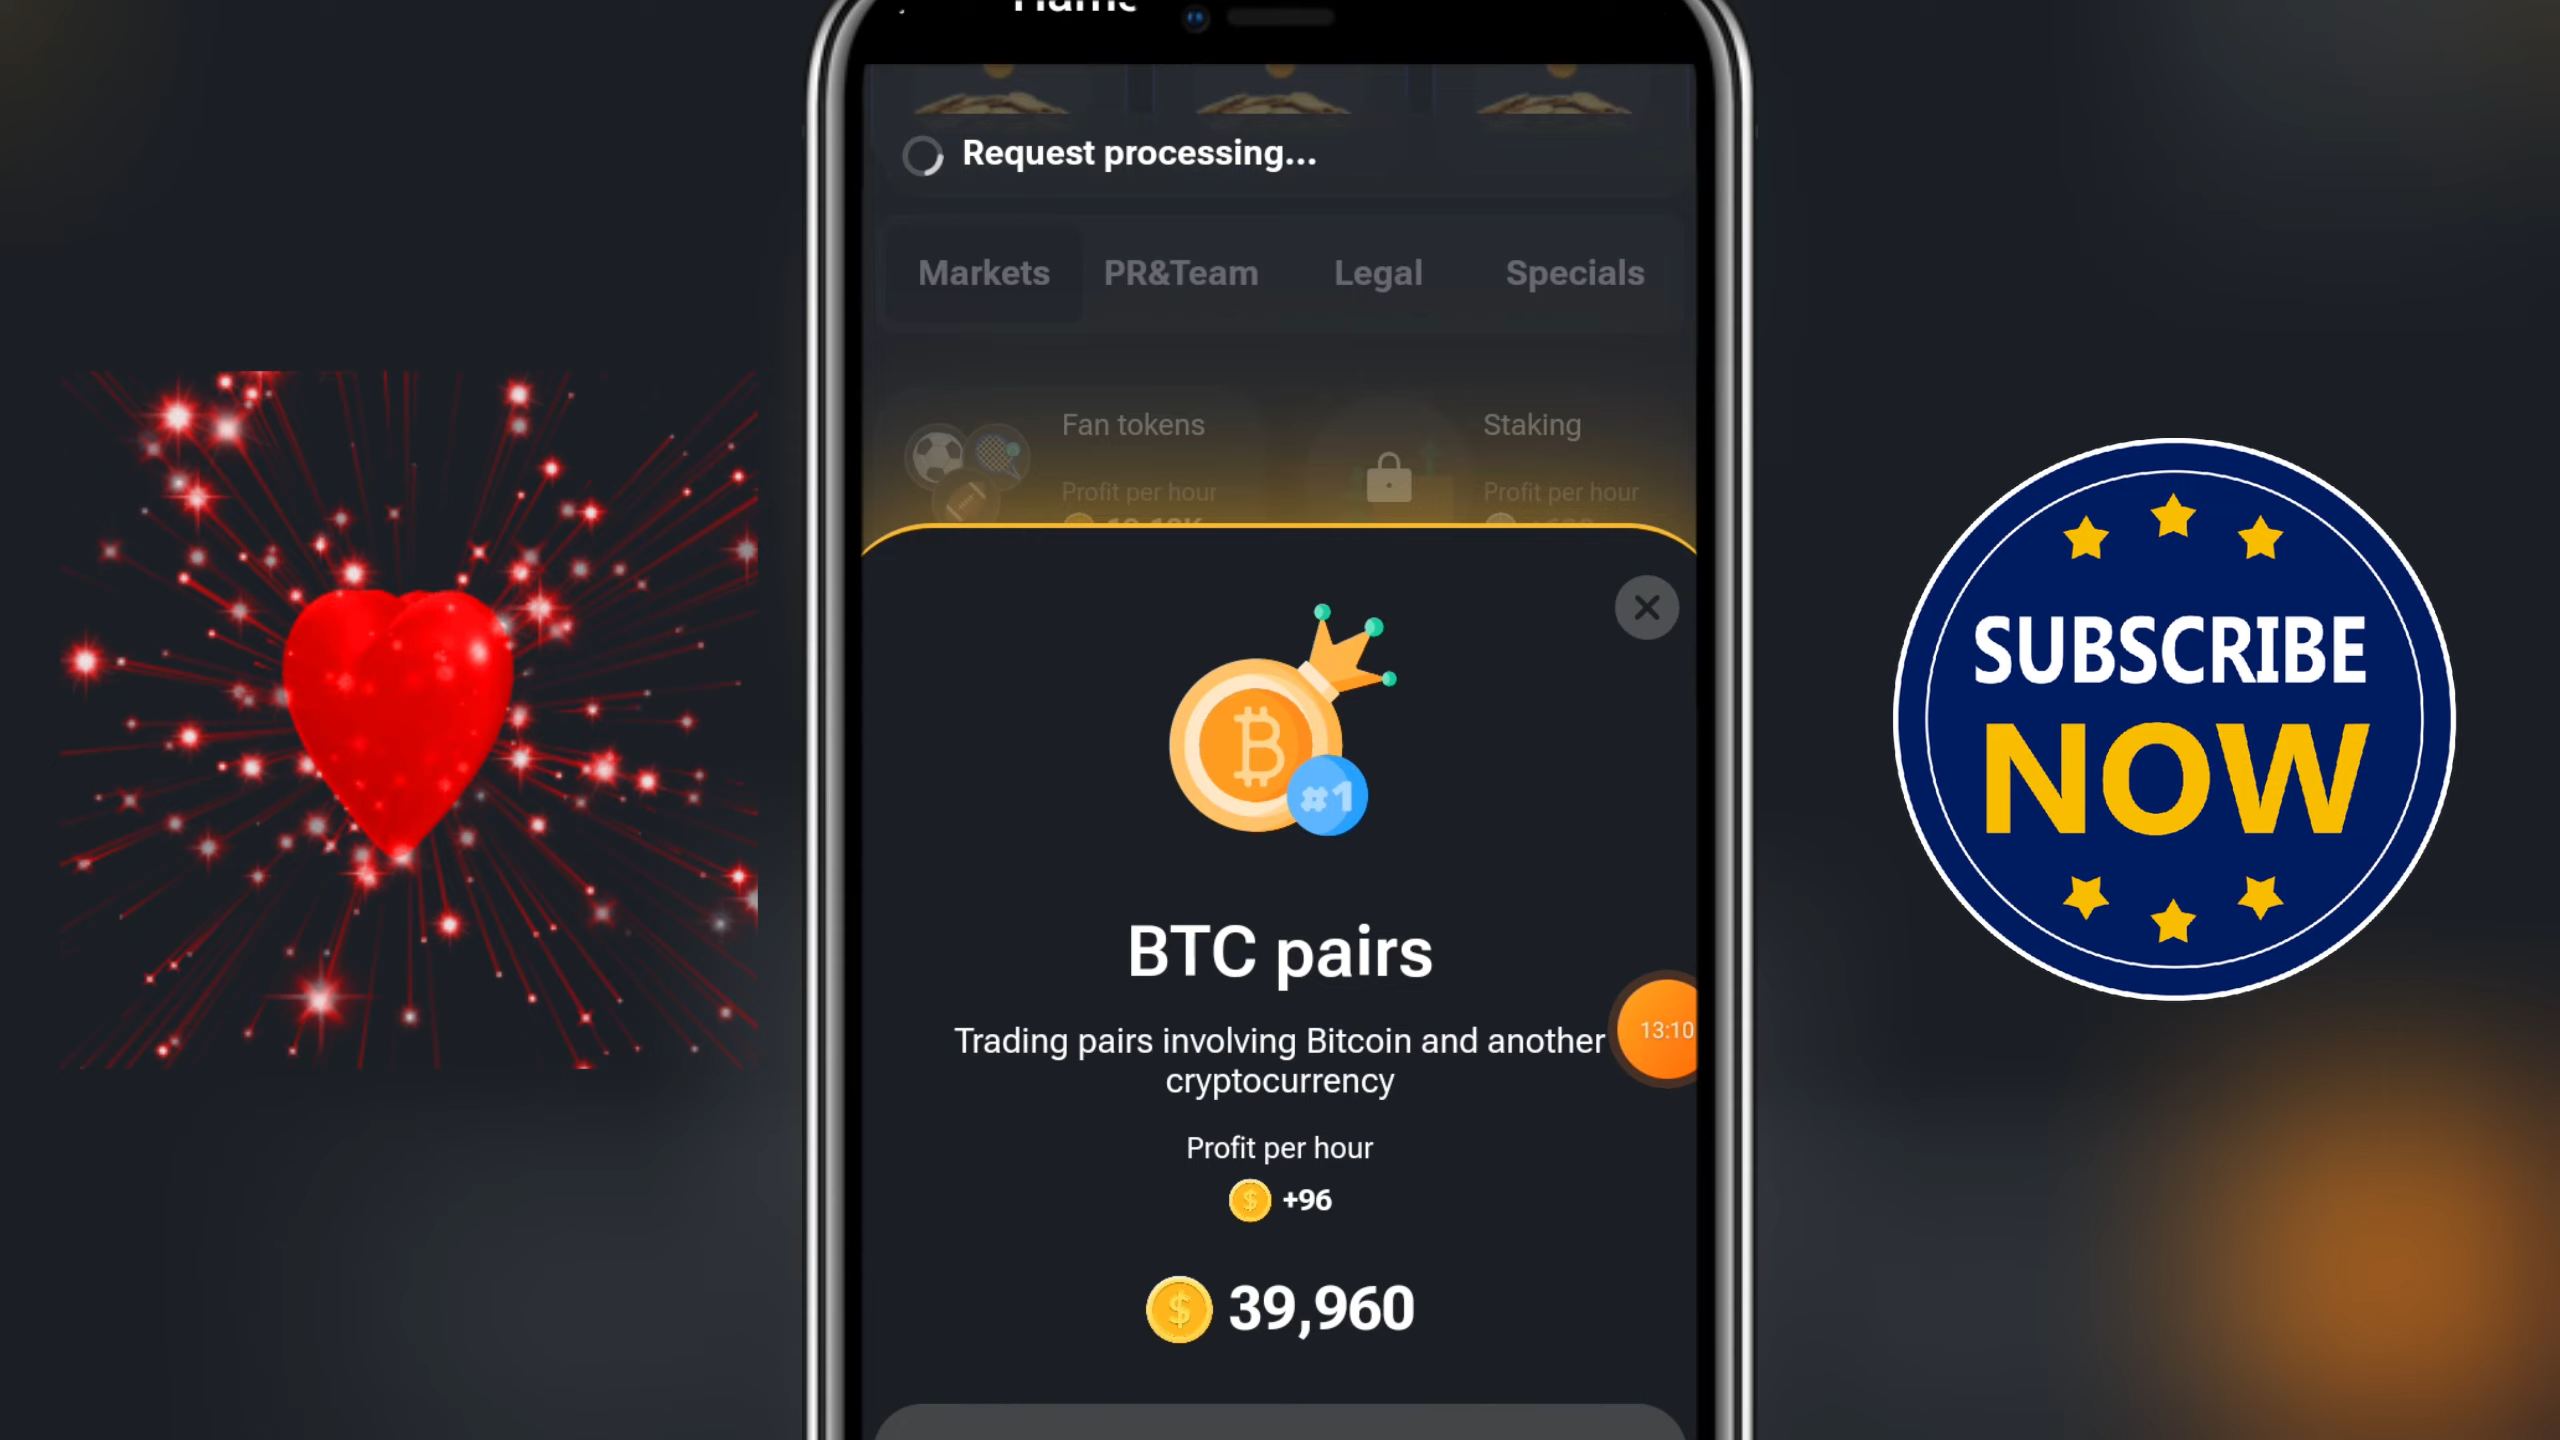 Request processing...
Markets PR&Team Legal Specials
Fan tokens Staking
Profit per hour Profit per hour
#1
BTC pairs
Trading pairs involving Bitcoin and another
cryptocurrency
13:10
Profit per hour
$ +96
$ 39,960
SUBSCRIBE
NOW